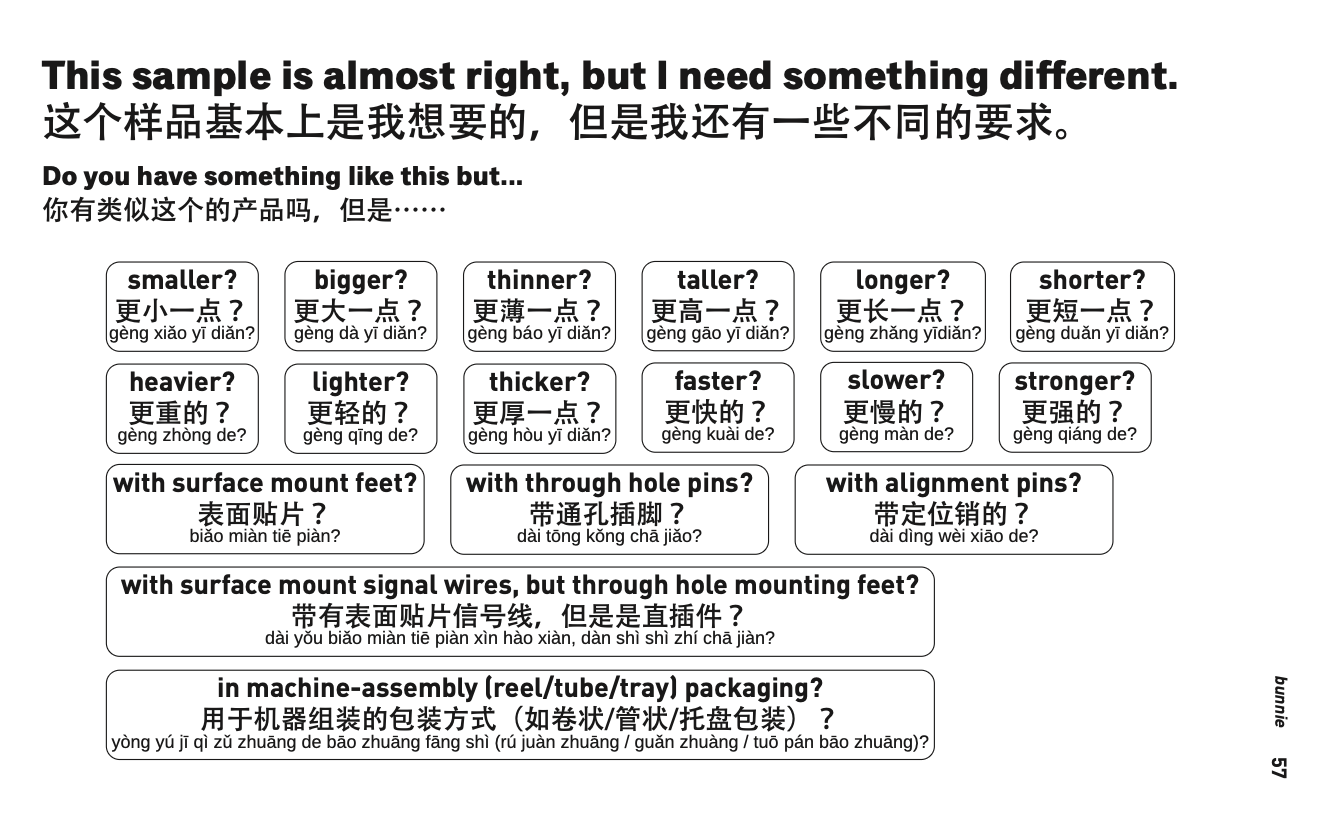 This sample is almost right, but I need something different.
这个样品基本上是我想要的，但是我还有一些不同的要求。
Do you have something like this but...
你有类似这个的产品吗，但是……
smaller?
更小一点？
gèng xiǎo yī diǎn?
bigger?
更大一点？
gèng dà yī diǎn?
thinner?
更薄一点？
gèng báo yī diǎn?
taller?
更高一点？
gèng gāo yī diǎn?
longer?
更长一点？
gèng zhǎng yīdiǎn?
shorter?
更短一点？
gèng duǎn yī diǎn?
heavier?
更重的？
gèng zhòng de?
lighter?
更轻的？
gèng qīng de?
thicker?
更厚一点？
gèng hòu yī diǎn?
faster?
更快的？
gèng kuài de?
slower?
更慢的？
gèng màn de?
stronger?
更强的？
gèng qiáng de?
with surface mount feet?
表面贴片？
biǎo miàn tiē piàn?
with through hole pins?
带通孔插脚？
dài tōng kǒng chā jiǎo?
with alignment pins?
带定位销的？
dài dìng wèi xiāo de?
with surface mount signal wires, but through hole mounting feet?
带有表面贴片信号线，但是是直插件？
dài yǒu biǎo miàn tiē piàn xìn hào xiàn, dàn shì shì zhí chā jiàn?
in machine-assembly (reel/tube/tray) packaging?
用于机器组装的包装方式（如卷状/管状/托盘包装）？
yòng yú jī qì zǔ zhuāng de bāo zhuāng fāng shì (rú juàn zhuāng / guǎn zhuàng / tuō pán bāo zhuāng)?
bunnie 57